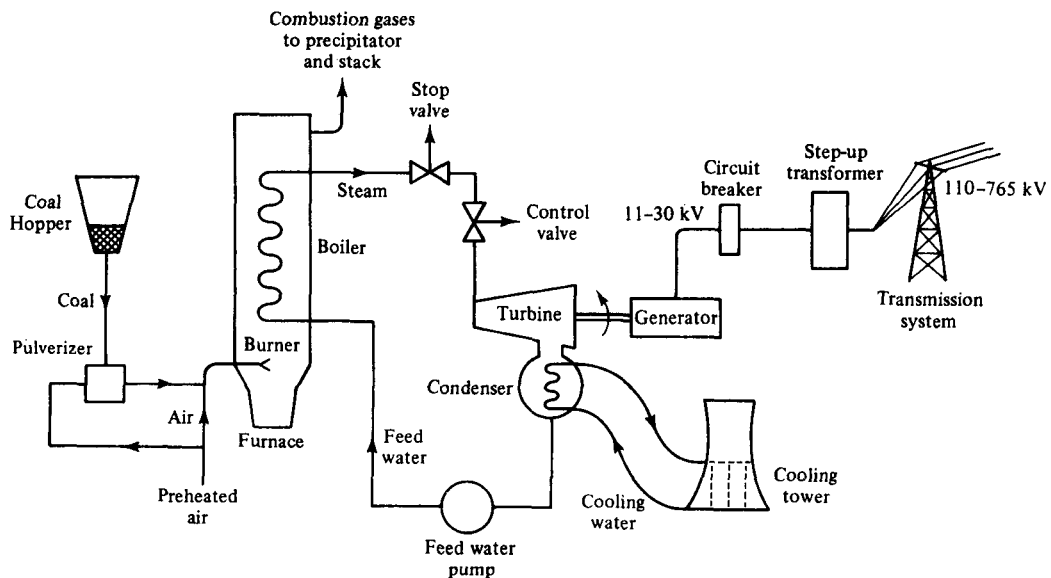 Combustion gases
to precipitator
and stack
Stop
valve
Step-up
transformer
Circuit
breaker
110–765 kV
Steam
Coal
Hopper
Control
valve
11–30 kV
Boiler
Coal
Turbine
Generator
Transmission
system
Pulverizer
Burner
Condenser
Air
Furnace
Feed
water
Cooling
tower
Preheated
air
Cooling
water
Feed water
pump